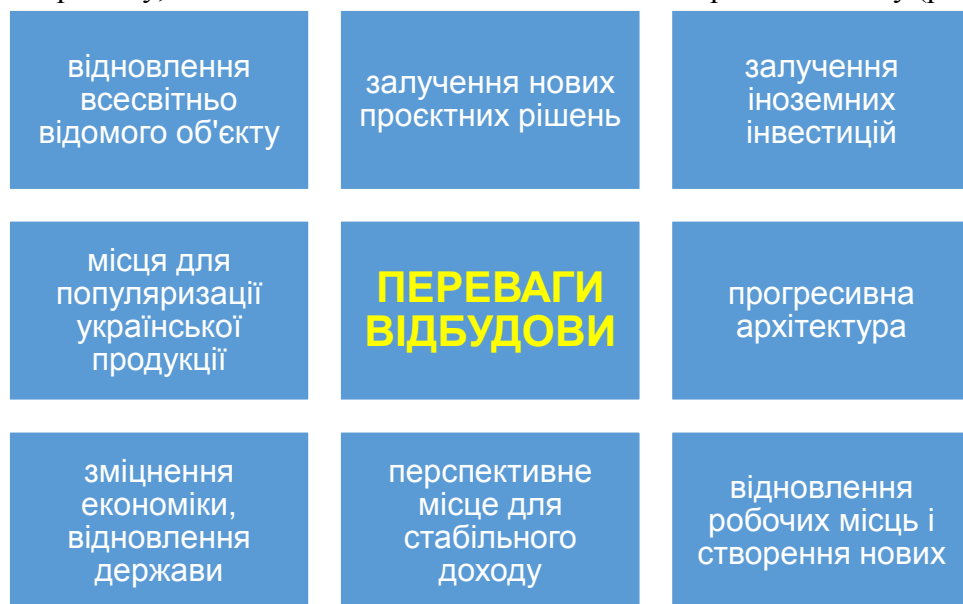 відновлення
всесвітньо
відомого об'єкту
залучення нових
проєктних рішень
залучення
іноземних
інвестицій
місця для
популяризації
української
продукції
ПЕРЕВАГИ
ВІДБУДОВИ
прогресивна
архітектура
зміцнення
економіки,
відновлення
держави
перспективне
місце для
стабільного
доходу
відновлення
робочих місць і
створення нових